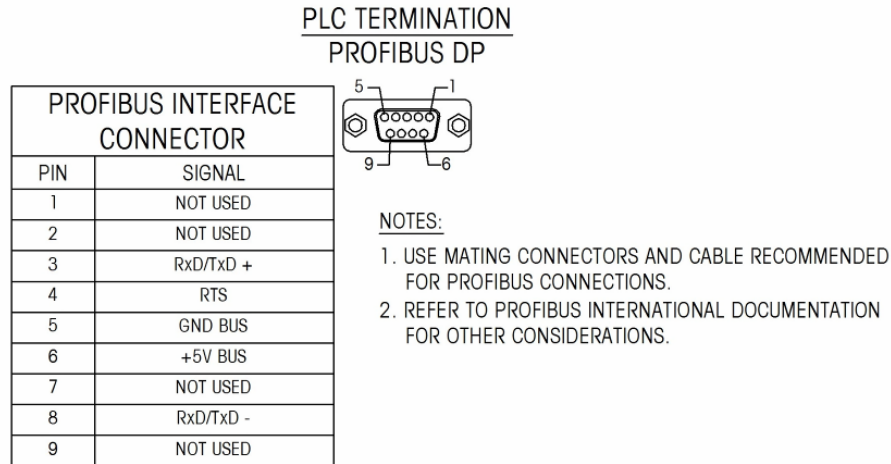 PLC TERMINATION
PROFIBUS DP
PROFIBUS INTERFACE
CONNECTOR
PIN SIGNAL
1 NOT USED
2 NOT USED
3 RxD/TxD +
4 RTS
5 GND BUS
6 +5V BUS
7 NOT USED
8 RxD/TxD -
9 NOT USED
5 1
9 6
NOTES:
1. USE MATING CONNECTORS AND CABLE RECOMMENDED
FOR PROFIBUS CONNECTIONS.
2. REFER TO PROFIBUS INTERNATIONAL DOCUMENTATION
FOR OTHER CONSIDERATIONS.